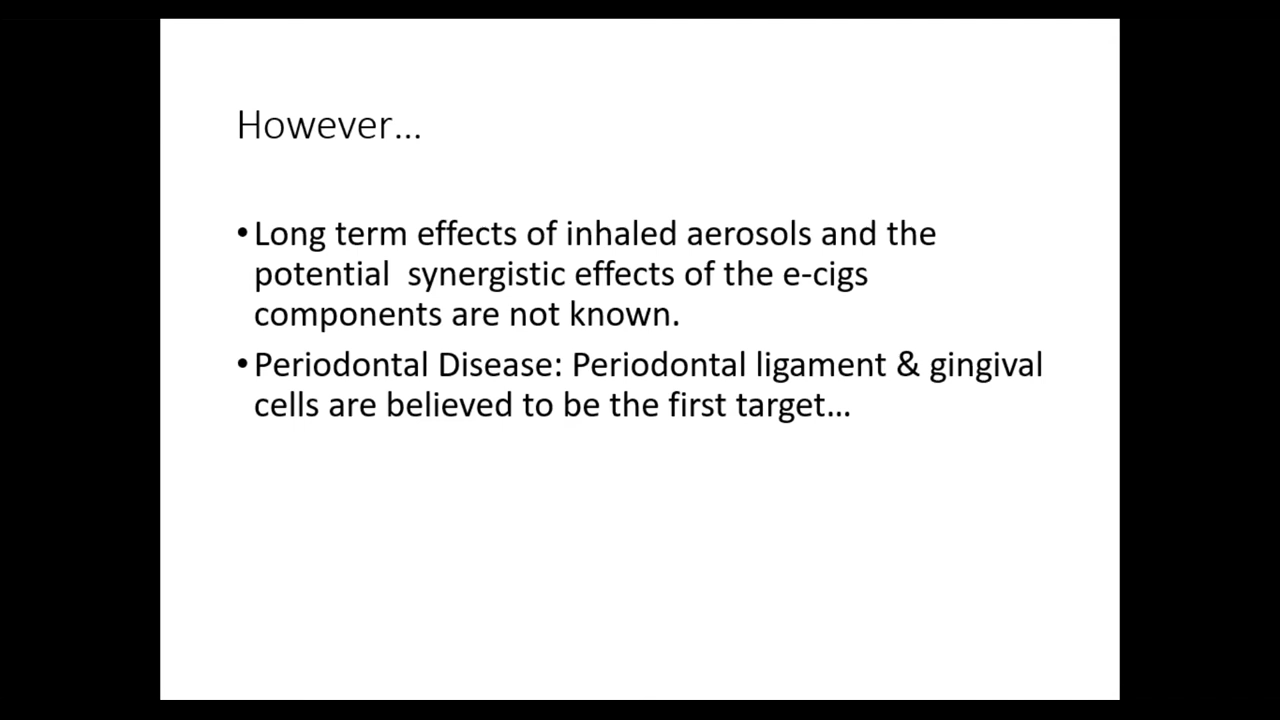 However…
•Long term effects of inhaled aerosols and the
potential  synergistic effects of the e-cigs
components are not known.
•Periodontal Disease: Periodontal ligament & gingival
cells are believed to be the first target…